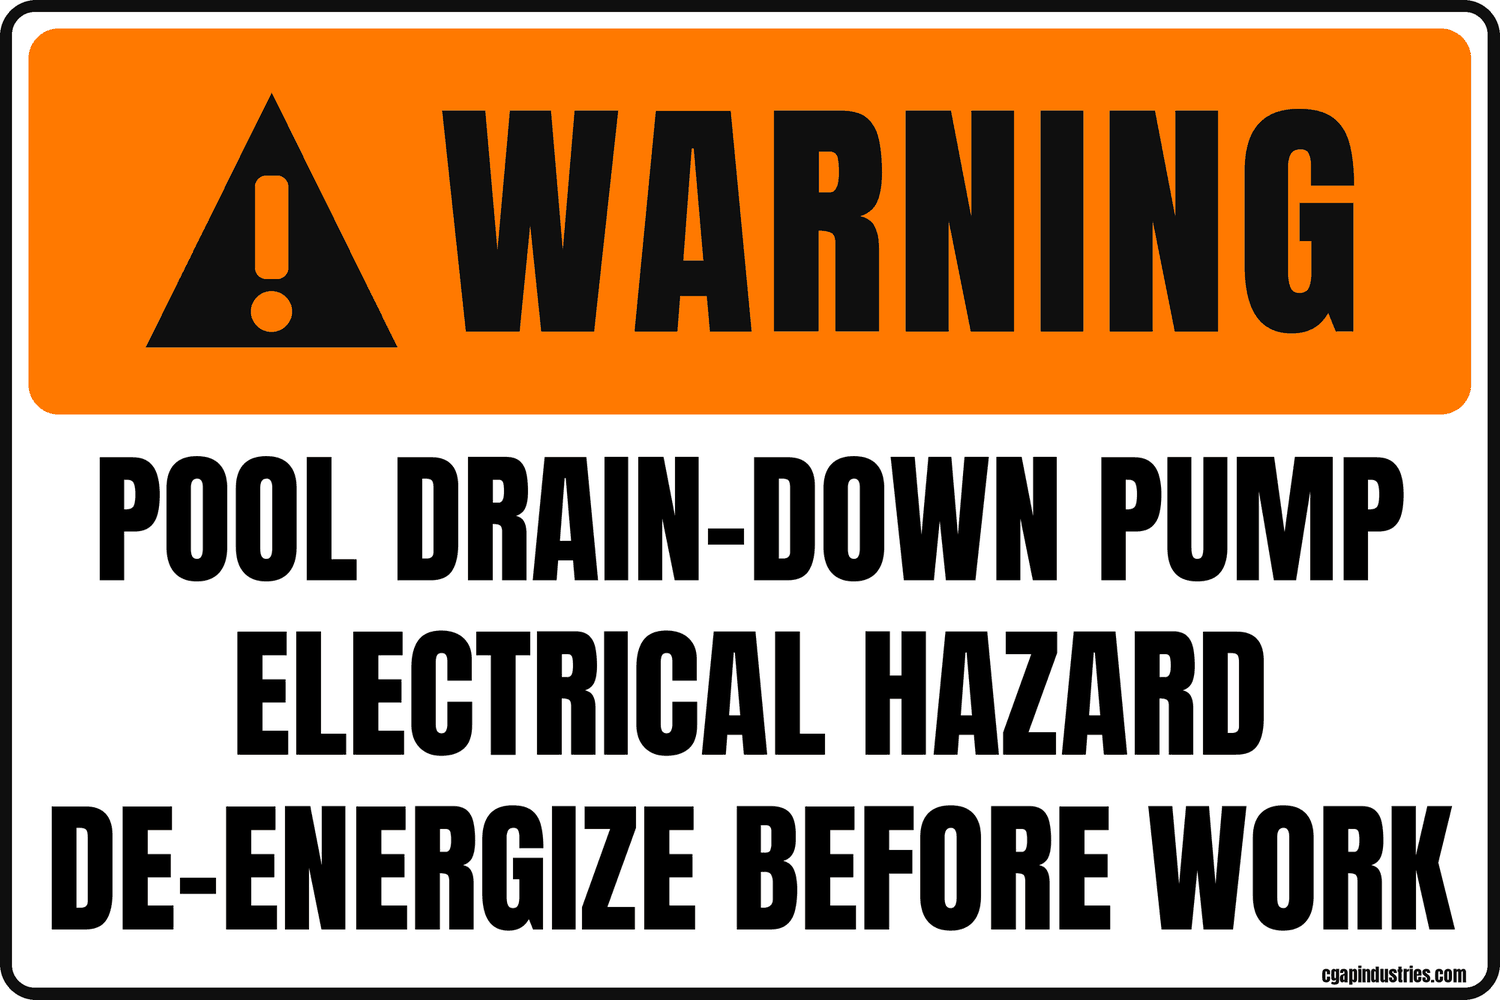 WARNING
POOL DRAIN-DOWN PUMP
ELECTRICAL HAZARD
DE-ENERGIZE BEFORE WORK
cgapindustries.com